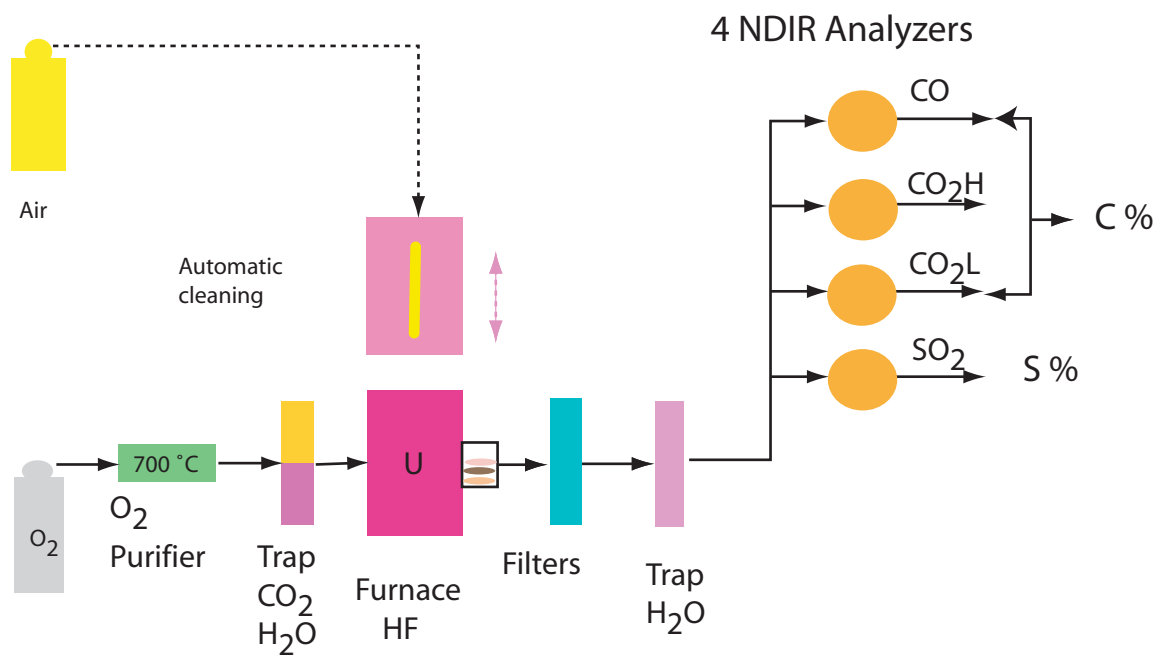 4 NDIR Analyzers
CO
CO₂H
C %
CO₂L
SO₂
S %
Air
Automatic
cleaning
O₂
700 ˚C
O₂
Purifier
Trap
CO₂
H₂O
U
Furnace
HF
Filters
Trap
H₂O